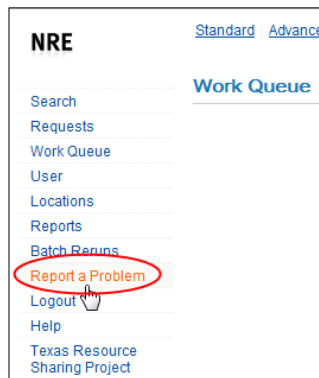 NRE
Standard Advance
Work Queue
Search
Requests
Work Queue
User
Locations
Reports
Batch Reruns
Report a Problem
Logout
Help
Texas Resource
Sharing Project